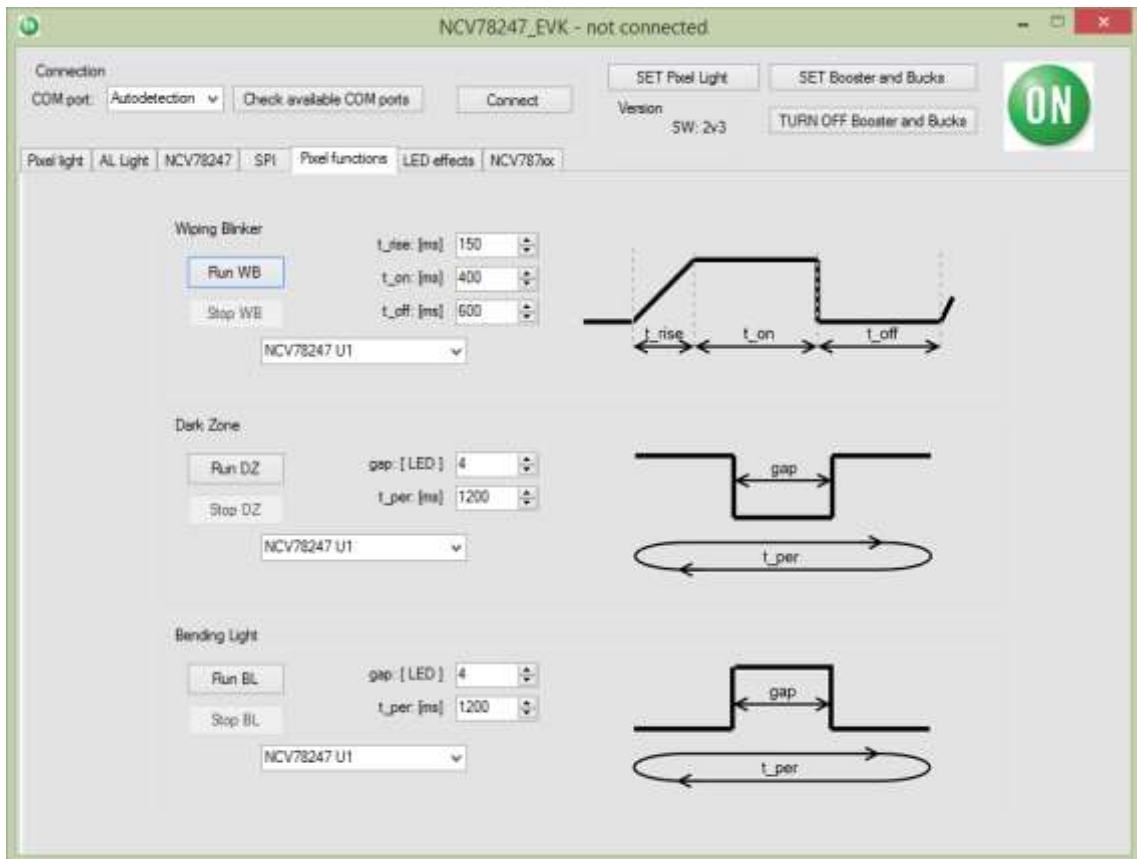 NCV78247_EVK - not connected
Connection
COM port: Autodetection Check available COM ports Connect
SET Pixel Light SET Booster and Bucks
Version
SW: 2v3
TURN OFF Booster and Bucks
ON
Pixel light AL Light NCV78247 SPI Pixel functions LED effects NCV787xx
Wiping Blinker
Run WB t_rise: [ms] 150
t_on: [ms] 400
Stop WB t_off: [ms] 600
NCV78247 U1
t_rise t_on t_off
Dark Zone
Run DZ gap: [ LED ] 4
Stop DZ t_per: [ms] 1200
NCV78247 U1
gap
t_per
Bending Light
Run BL gap: [ LED ] 4
Stop BL t_per: [ms] 1200
NCV78247 U1
gap
t_per